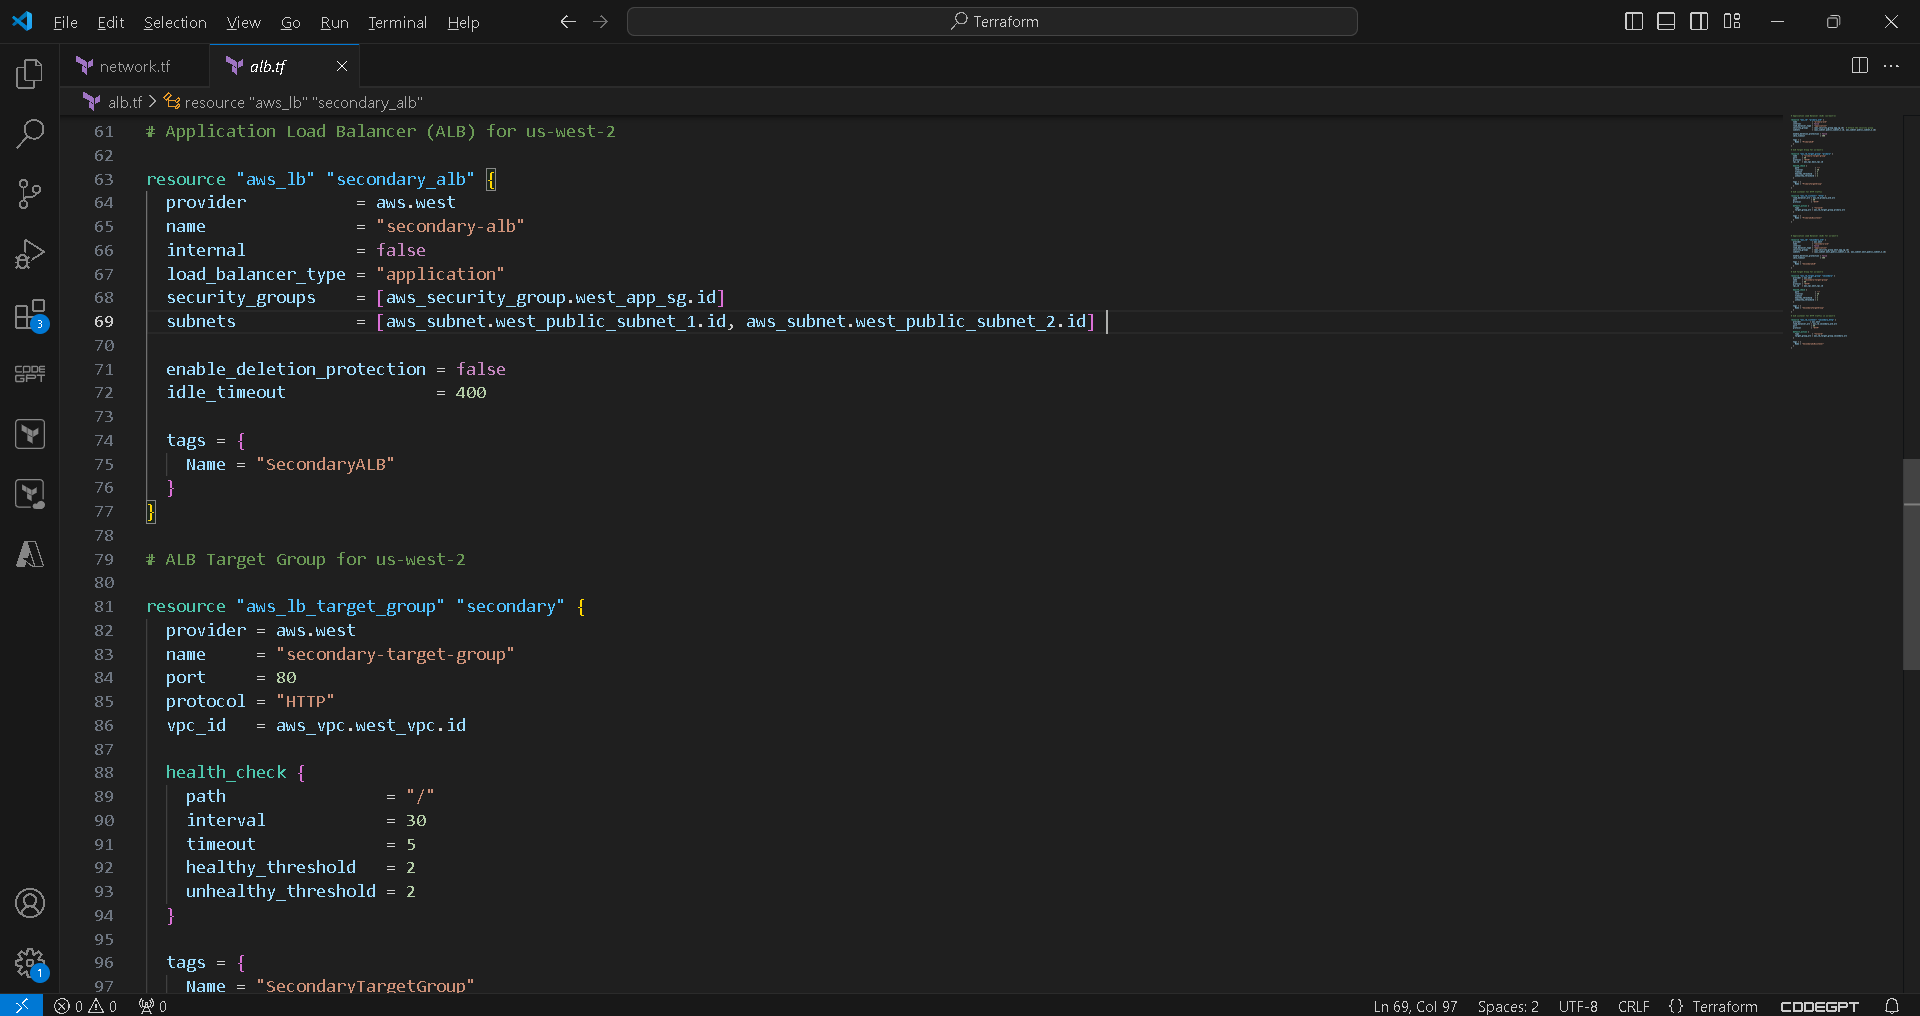 File Edit Selection View Go Run Terminal Help
Terraform
network.tf
alb.tf
alb.tf > resource "aws_lb" "secondary_alb"
61 # Application Load Balancer (ALB) for us-west-2
62
63 resource "aws_lb" "secondary_alb" {
64   provider           = aws.west
65   name               = "secondary-alb"
66   internal           = false
67   load_balancer_type = "application"
68   security_groups    = [aws_security_group.west_app_sg.id]
69   subnets            = [aws_subnet.west_public_subnet_1.id, aws_subnet.west_public_subnet_2.id]
70
71   enable_deletion_protection = false
72   idle_timeout               = 400
73
74   tags = {
75     Name = "SecondaryALB"
76   }
77 }
78
79 # ALB Target Group for us-west-2
80
81 resource "aws_lb_target_group" "secondary" {
82   provider = aws.west
83   name     = "secondary-target-group"
84   port     = 80
85   protocol = "HTTP"
86   vpc_id   = aws_vpc.west_vpc.id
87
88   health_check {
89     path                = "/"
90     interval            = 30
91     timeout             = 5
92     healthy_threshold   = 2
93     unhealthy_threshold = 2
94   }
95
96   tags = {
97     Name = "SecondaryTargetGroup"
3
CODE
GPT
1
0 0 0
Ln 69, Col 97 Spaces: 2 UTF-8 CRLF {} Terraform CODEGPT